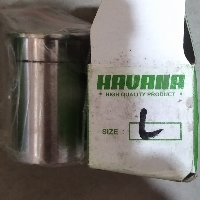 HAVANA
HIGH QUALITY PRODUCT
SIZE : L